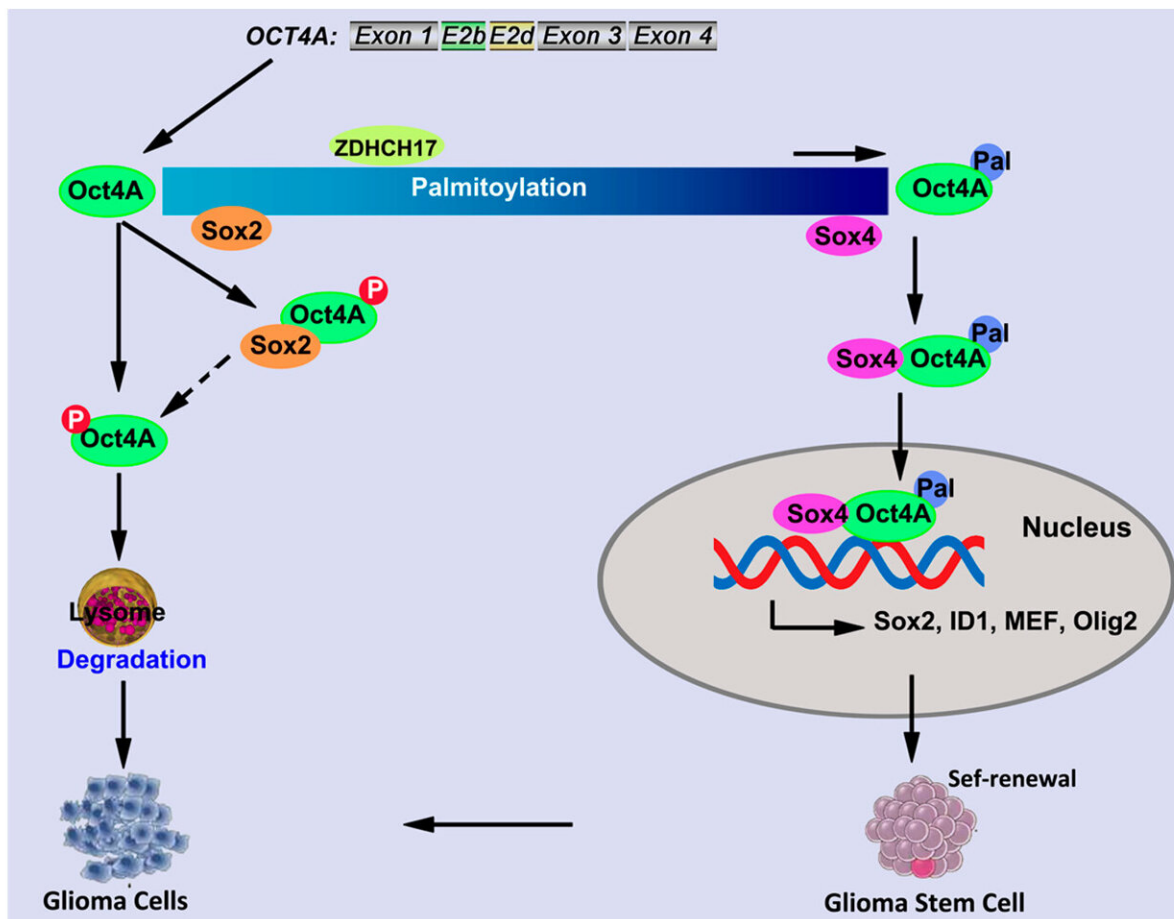 OCT4A: Exon 1 E2b E2d Exon 3 Exon 4
ZDHCH17
Oct4A
Palmitoylation
Pal
Oct4A
Sox2
Sox4
P
Oct4A
Sox2
Pal
Sox4 Oct4A
P
Oct4A
Pal
Sox4 Oct4A
Nucleus
Lysome
Sox2, ID1, MEF, Olig2
Degradation
Sef-renewal
Glioma Cells
Glioma Stem Cell